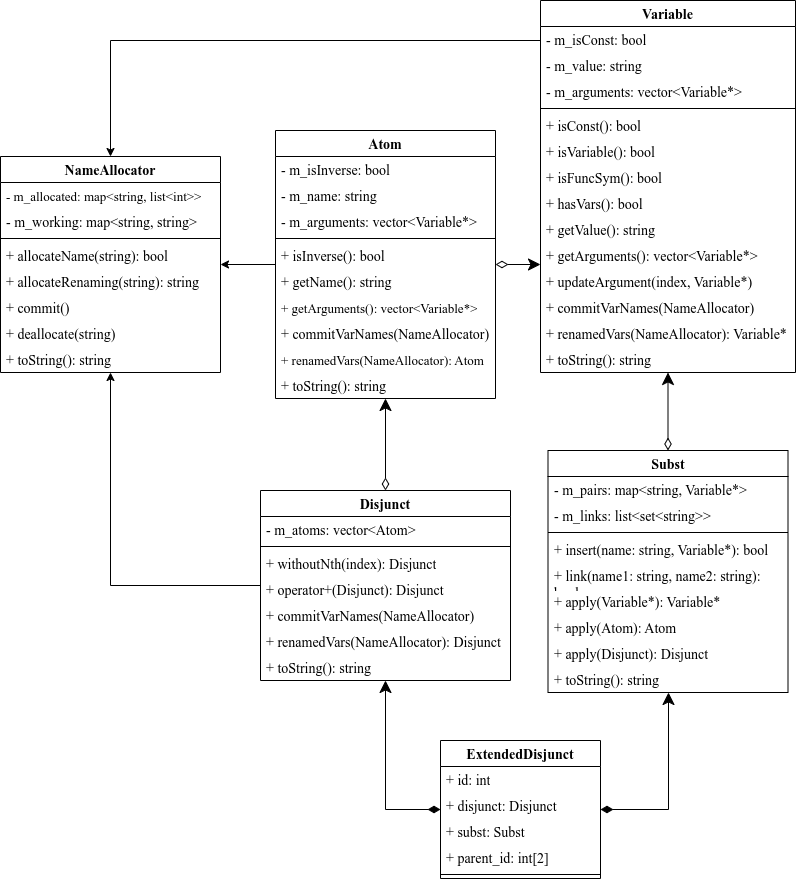 Variable
- m_isConst: bool
- m_value: string
- m_arguments: vector<Variable*>
+ isConst(): bool
+ isVariable(): bool
+ isFuncSym(): bool
+ hasVars(): bool
+ getValue(): string
+ getArguments(): vector<Variable*>
+ updateArgument(index, Variable*)
+ commitVarNames(NameAllocator)
+ renamedVars(NameAllocator): Variable*
+ toString(): string
Atom
- m_isInverse: bool
- m_name: string
- m_arguments: vector<Variable*>
+ isInverse(): bool
+ getName(): string
+ getArguments(): vector<Variable*>
+ commitVarNames(NameAllocator)
+ renamedVars(NameAllocator): Atom
+ toString(): string
NameAllocator
- m_allocated: map<string, list<int>>
- m_working: map<string, string>
+ allocateName(string): bool
+ allocateRenaming(string): string
+ commit()
+ deallocate(string)
+ toString(): string
Disjunct
- m_atoms: vector<Atom>
+ withoutNth(index): Disjunct
+ operator+(Disjunct): Disjunct
+ commitVarNames(NameAllocator)
+ renamedVars(NameAllocator): Disjunct
+ toString(): string
Subst
- m_pairs: map<string, Variable*>
- m_links: list<set<string>>
+ insert(name: string, Variable*): bool
+ link(name1: string, name2: string):
+ apply(Variable*): Variable*
+ apply(Atom): Atom
+ apply(Disjunct): Disjunct
+ toString(): string
ExtendedDisjunct
+ id: int
+ disjunct: Disjunct
+ subst: Subst
+ parent_id: int[2]